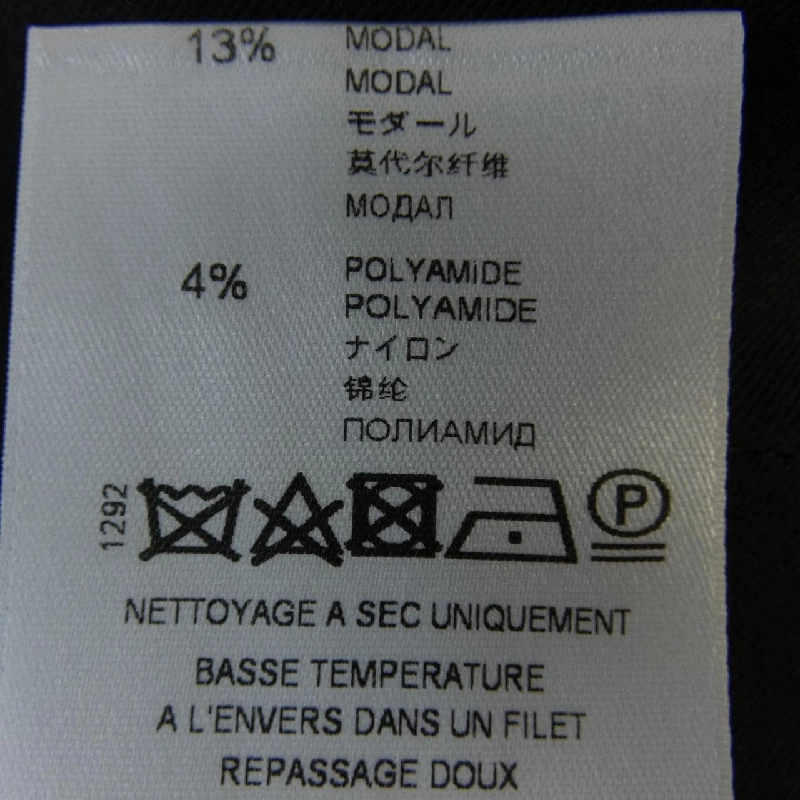 13% MODAL
MODAL
モダール
莫代尔纤维
МОДАЛ
4% POLYAMiDE
POLYAMIDE
ナイロン
锦纶
ПОЛИАМИД
1292
P
NETTOYAGE A SEC UNIQUEMENT
BASSE TEMPERATURE
A L'ENVERS DANS UN FILET
REPASSAGE DOUX